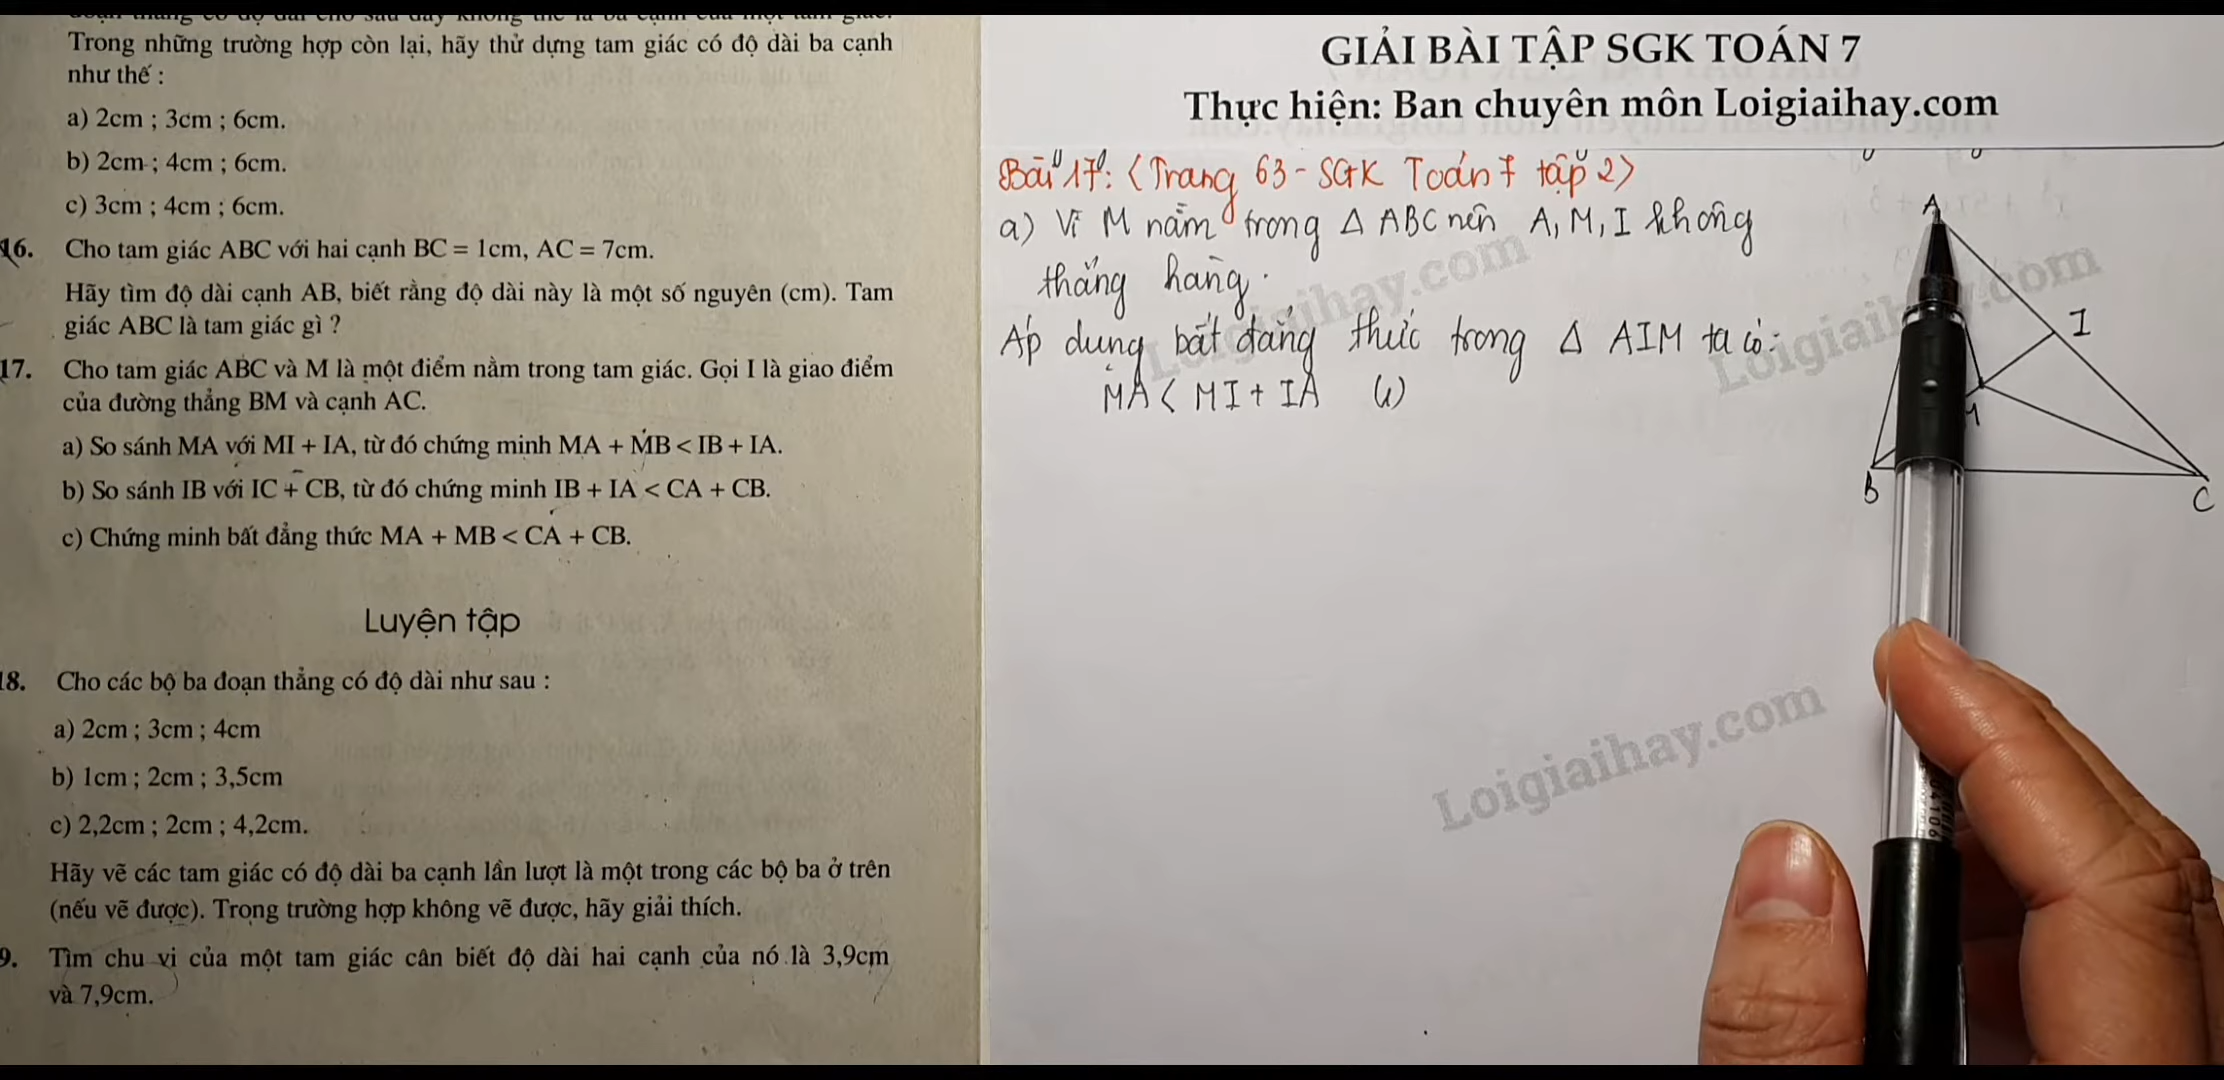 Trong những trường hợp còn lại, hãy thử dựng tam giác có độ dài ba cạnh
như thế :
a) 2cm ; 3cm ; 6cm.
b) 2cm ; 4cm ; 6cm.
c) 3cm ; 4cm ; 6cm.
16. Cho tam giác ABC với hai cạnh BC = 1cm, AC = 7cm.
Hãy tìm độ dài cạnh AB, biết rằng độ dài này là một số nguyên (cm). Tam
giác ABC là tam giác gì ?
17. Cho tam giác ABC và M là một điểm nằm trong tam giác. Gọi I là giao điểm
của đường thẳng BM và cạnh AC.
a) So sánh MA với MI + IA, từ đó chứng minh MA + MB < IB + IA.
b) So sánh IB với IC + CB, từ đó chứng minh IB + IA < CA + CB.
c) Chứng minh bất đẳng thức MA + MB < CA + CB.
Luyện tập
18. Cho các bộ ba đoạn thẳng có độ dài như sau :
a) 2cm ; 3cm ; 4cm
b) 1cm ; 2cm ; 3,5cm
c) 2,2cm ; 2cm ; 4,2cm.
Hãy vẽ các tam giác có độ dài ba cạnh lần lượt là một trong các bộ ba ở trên
(nếu vẽ được). Trong trường hợp không vẽ được, hãy giải thích.
9. Tìm chu vi của một tam giác cân biết độ dài hai cạnh của nó là 3,9cm
và 7,9cm.
GIẢI BÀI TẬP SGK TOÁN 7
Thực hiện: Ban chuyên môn Loigiaihay.com
Bài 17: (Trang 63 - SGK Toán 7 tập 2)
a) Vì M nằm trong Δ ABC nên A, M, I không
thẳng hàng.
Áp dụng bất đẳng thức trong Δ AIM ta có:
MA < MI + IA (1)
A
I
M
B
C
Loigiaihay.com
Loigiaihay.com
Loigiaihay.com